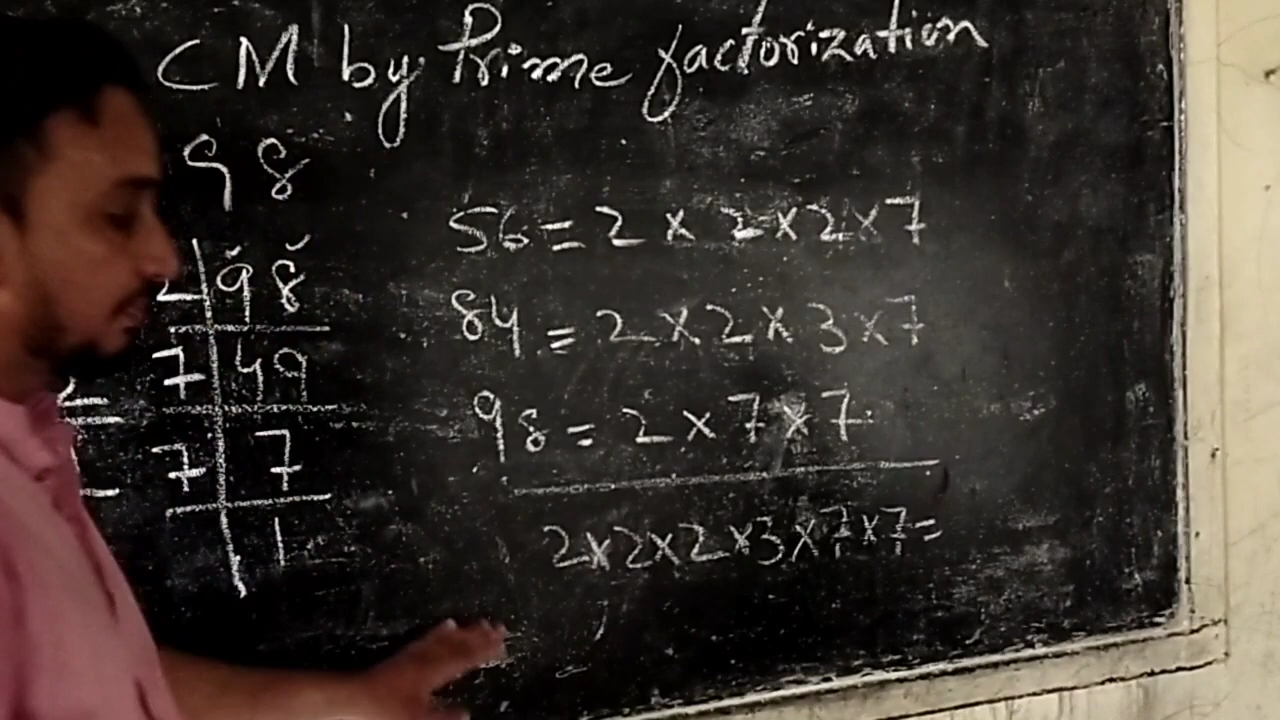 CM by Prime factorization
98
2 98
7 49
7 7
1
56 = 2 × 2 × 2 × 7
84 = 2 × 2 × 3 × 7
98 = 2 × 7 × 7
2×2×2×3×7×7=